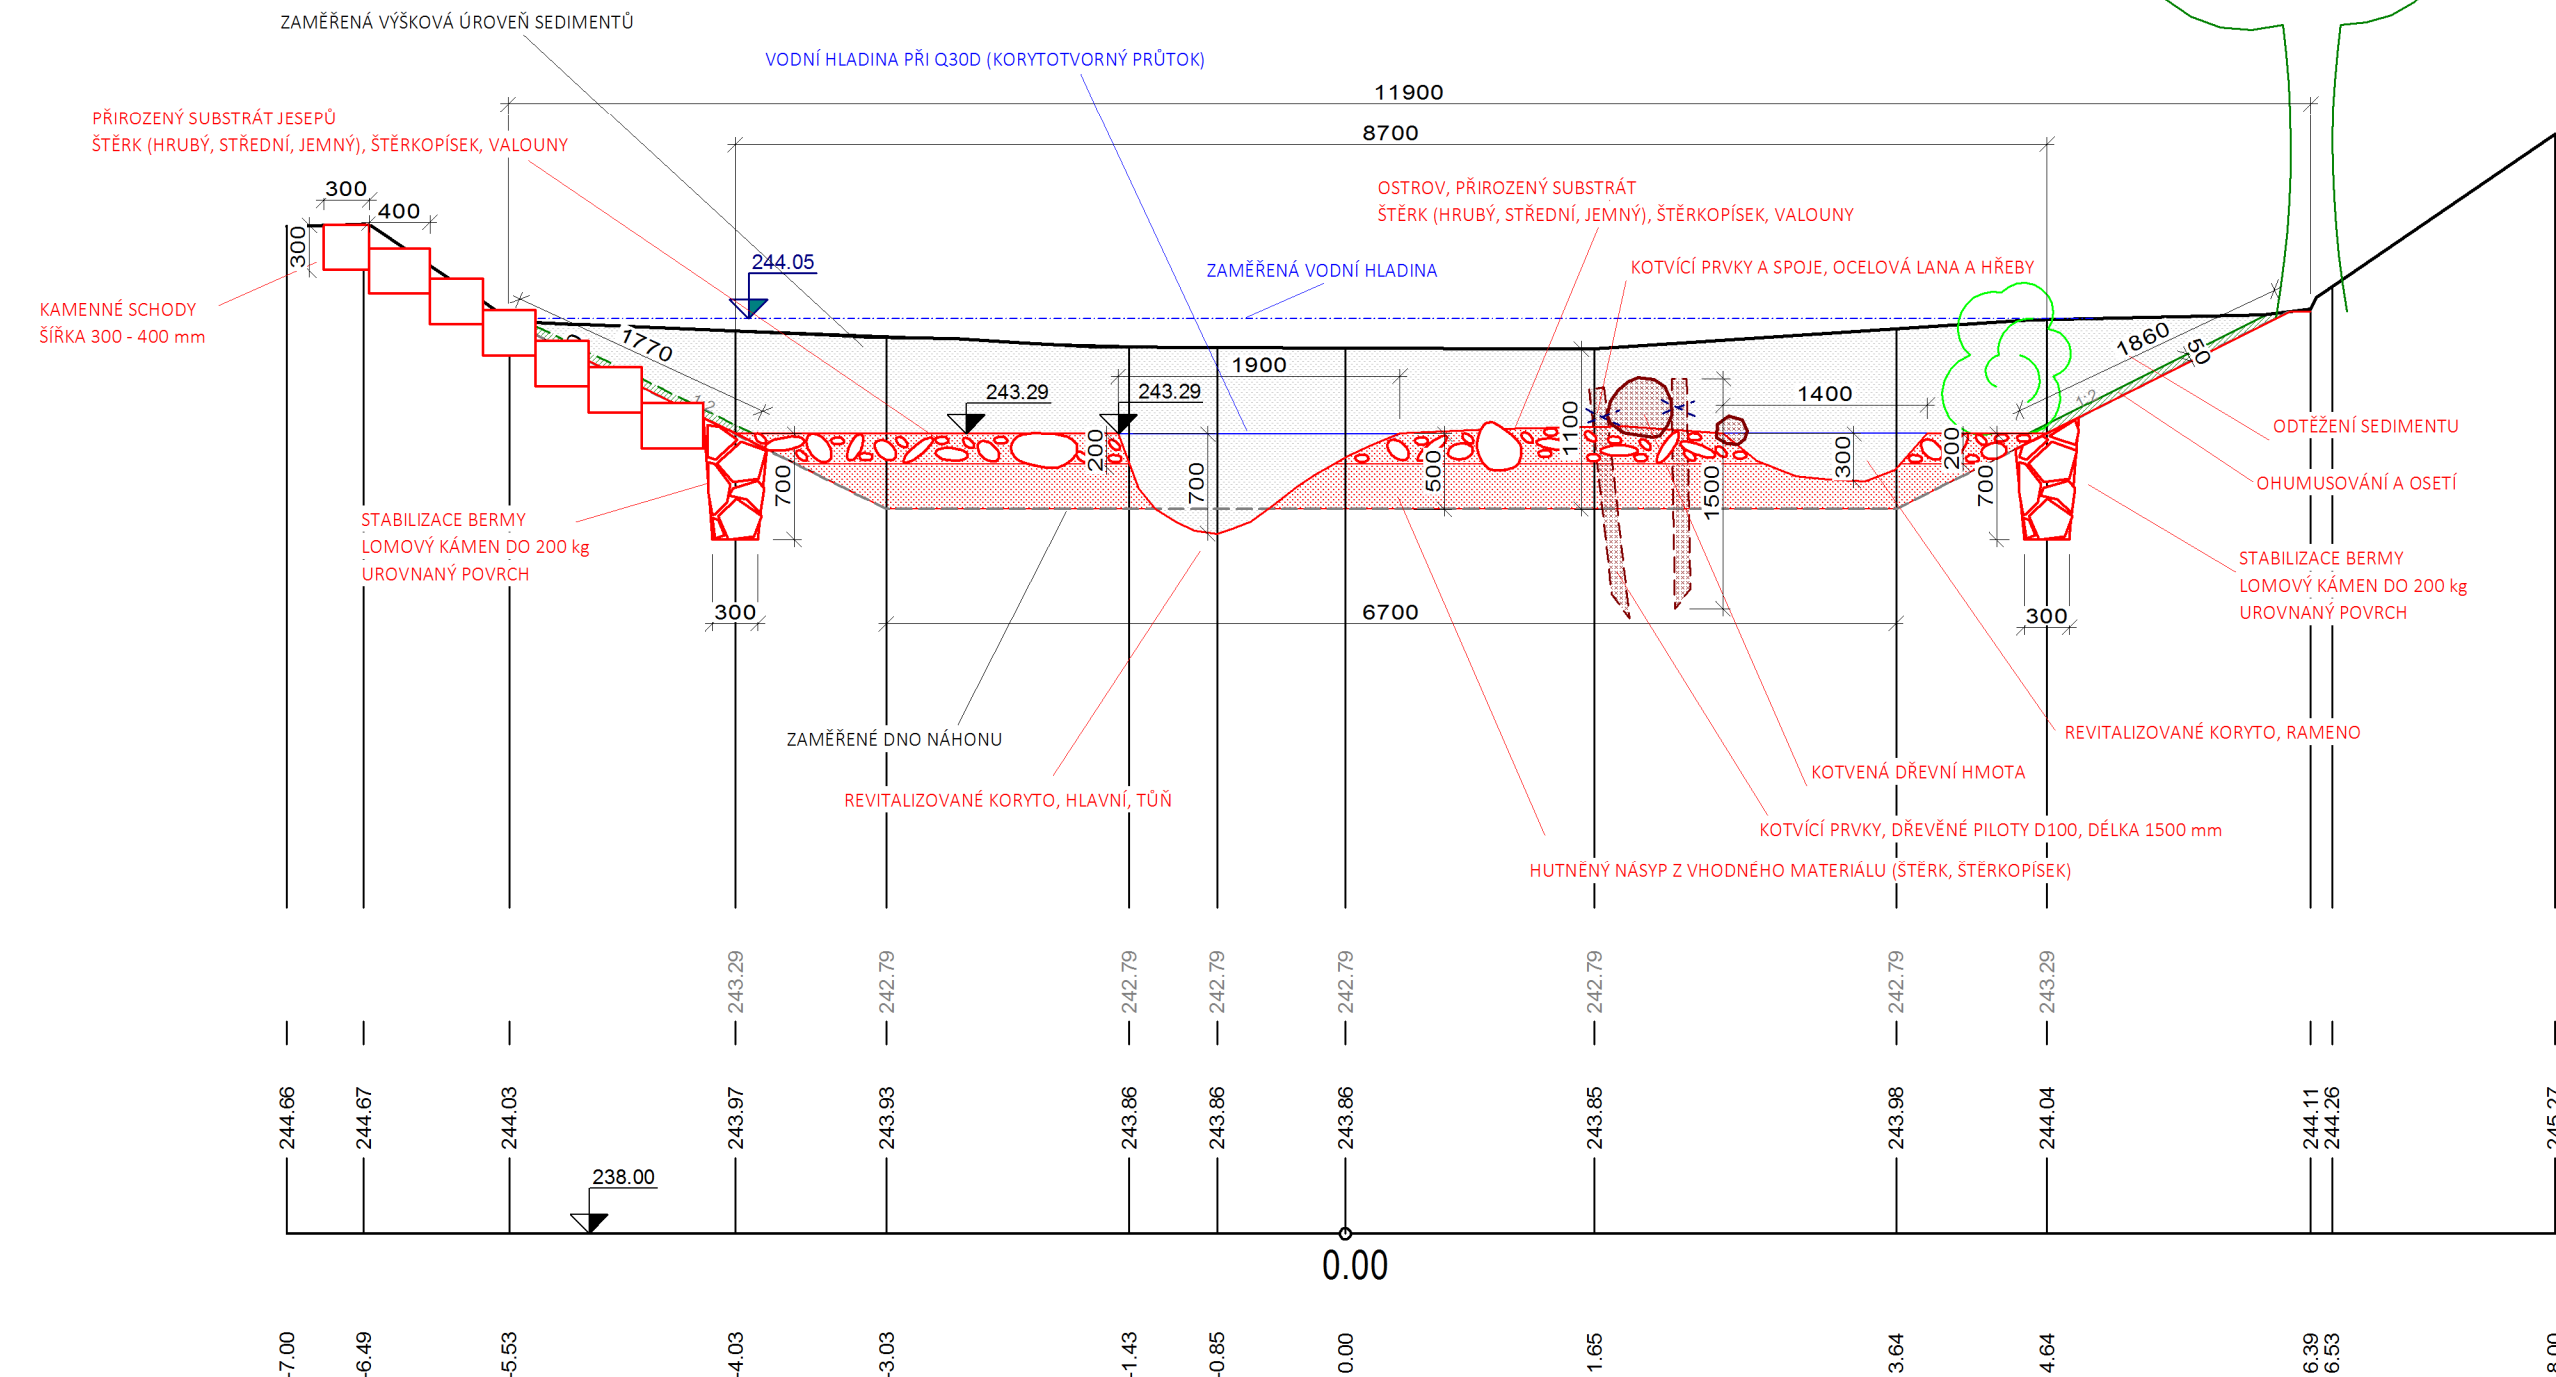 ZAMĚŘENÁ VÝŠKOVÁ ÚROVEŇ SEDIMENTŮ
VODNÍ HLADINA PŘI Q30D (KORYTOTVORNÝ PRŮTOK)
11900
8700
PŘIROZENÝ SUBSTRÁT JESEPŮ
ŠTĚRK (HRUBÝ, STŘEDNÍ, JEMNÝ), ŠTĚRKOPÍSEK, VALOUNY
300
400
300
OSTROV, PŘIROZENÝ SUBSTRÁT
ŠTĚRK (HRUBÝ, STŘEDNÍ, JEMNÝ), ŠTĚRKOPÍSEK, VALOUNY
244.05
ZAMĚŘENÁ VODNÍ HLADINA
KOTVÍCÍ PRVKY A SPOJE, OCELOVÁ LANA A HŘEBY
KAMENNÉ SCHODY
ŠÍŘKA 300 - 400 mm
1770
1860
50
1900
243.29
243.29
1400
1:2
1:2
200
1100
300
200
ODTĚŽENÍ SEDIMENTU
700
700
500
1500
700
OHUMUSOVÁNÍ A OSETÍ
STABILIZACE BERMY
LOMOVÝ KÁMEN DO 200 kg
UROVNANÝ POVRCH
STABILIZACE BERMY
LOMOVÝ KÁMEN DO 200 kg
UROVNANÝ POVRCH
300
6700
300
ZAMĚŘENÉ DNO NÁHONU
REVITALIZOVANÉ KORYTO, RAMENO
KOTVENÁ DŘEVNÍ HMOTA
REVITALIZOVANÉ KORYTO, HLAVNÍ, TŮŇ
KOTVÍCÍ PRVKY, DŘEVĚNÉ PILOTY D100, DÉLKA 1500 mm
HUTNĚNÝ NÁSYP Z VHODNÉHO MATERIÁLU (ŠTĚRK, ŠTĚRKOPÍSEK)
243.29 242.79 242.79 242.79 242.79 242.79 242.79 243.29
244.66 244.67 244.03 243.97 243.93 243.86 243.86 243.86 243.85 243.98 244.04 244.11 244.26 245.27
238.00
0.00
-7.00 -6.49 -5.53 -4.03 -3.03 -1.43 -0.85 0.00 1.65 3.64 4.64 6.39 6.53 8.00